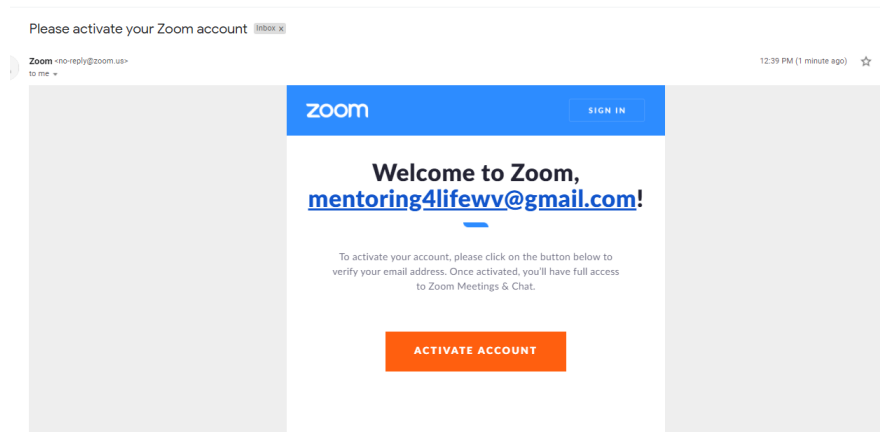 Please activate your Zoom account Inbox x
Zoom <no-reply@zoom.us> 12:39 PM (1 minute ago)
to me
zoom SIGN IN
Welcome to Zoom,
mentoring4lifewv@gmail.com!
To activate your account, please click on the button below to
verify your email address. Once activated, you'll have full access
to Zoom Meetings & Chat.
ACTIVATE ACCOUNT